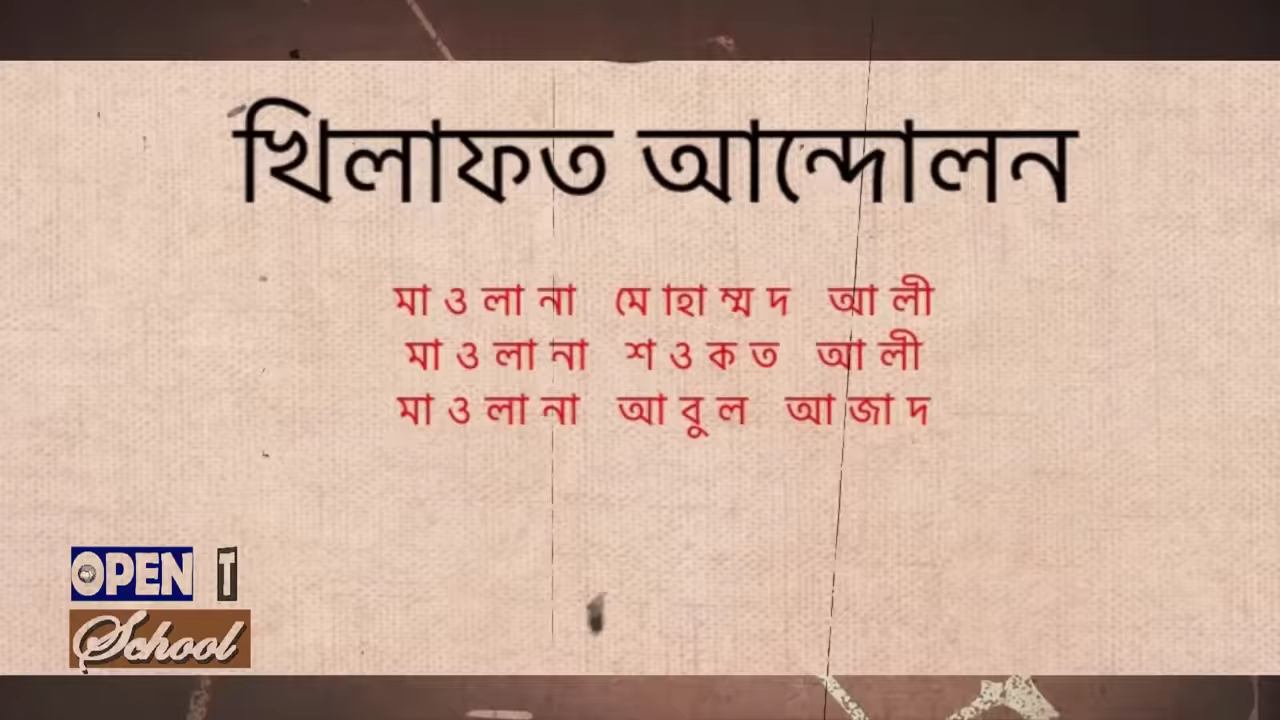 খিলাফত আন্দোলন
মাওলানা মোহাম্মদ আলী
মাওলানা শওকত আলী
মাওলানা আবুল আজাদ
OPEN T
School